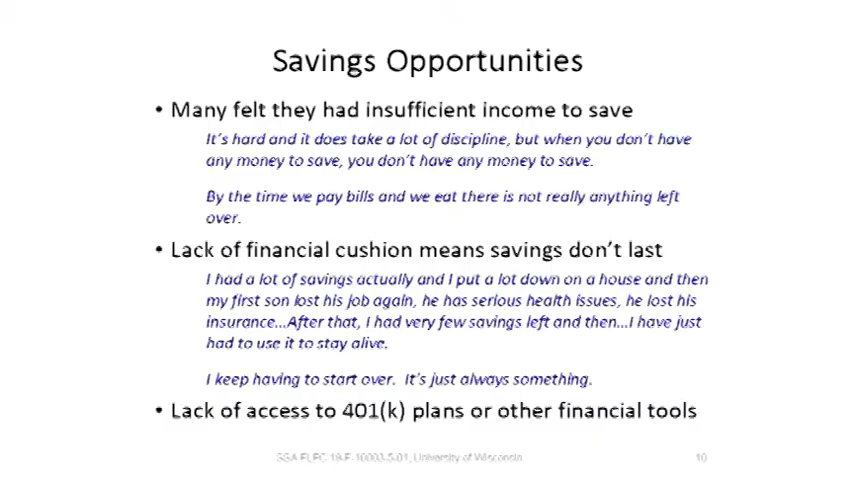 Savings Opportunities
• Many felt they had insufficient income to save
It's hard and it does take a lot of discipline, but when you don't have
any money to save, you don't have any money to save.
By the time we pay bills and we eat there is not really anything left
over.
• Lack of financial cushion means savings don't last
I had a lot of savings actually and I put a lot down on a house and then
my first son lost his job again, he has serious health issues, he lost his
insurance...After that, I had very few savings left and then...I have just
had to use it to stay alive.
I keep having to start over. It's just always something.
• Lack of access to 401(k) plans or other financial tools
University of Wisconsin
10